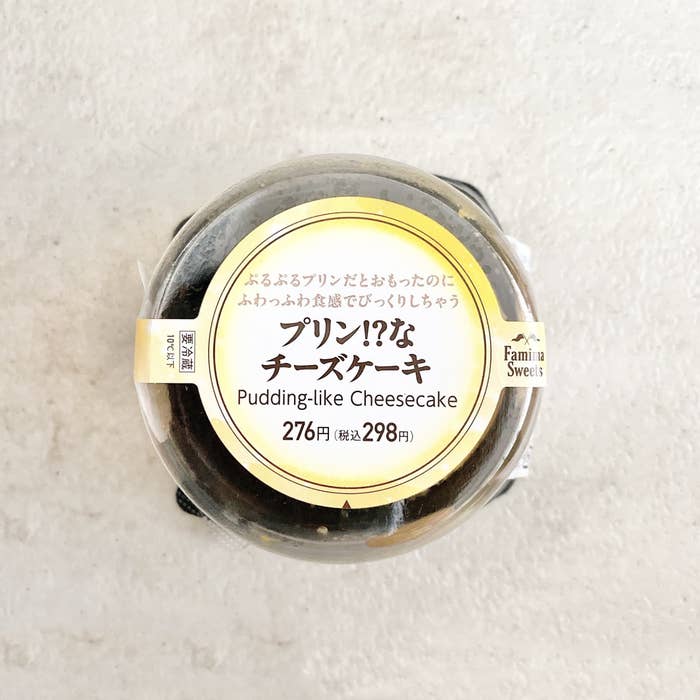 ぷるぷるプリンだとおもったのに
ふわっふわ食感でびっくりしちゃう
プリン!?な
チーズケーキ
Pudding-like Cheesecake
276円(税込298円)
要冷蔵
10℃以下
Famima
Sweets